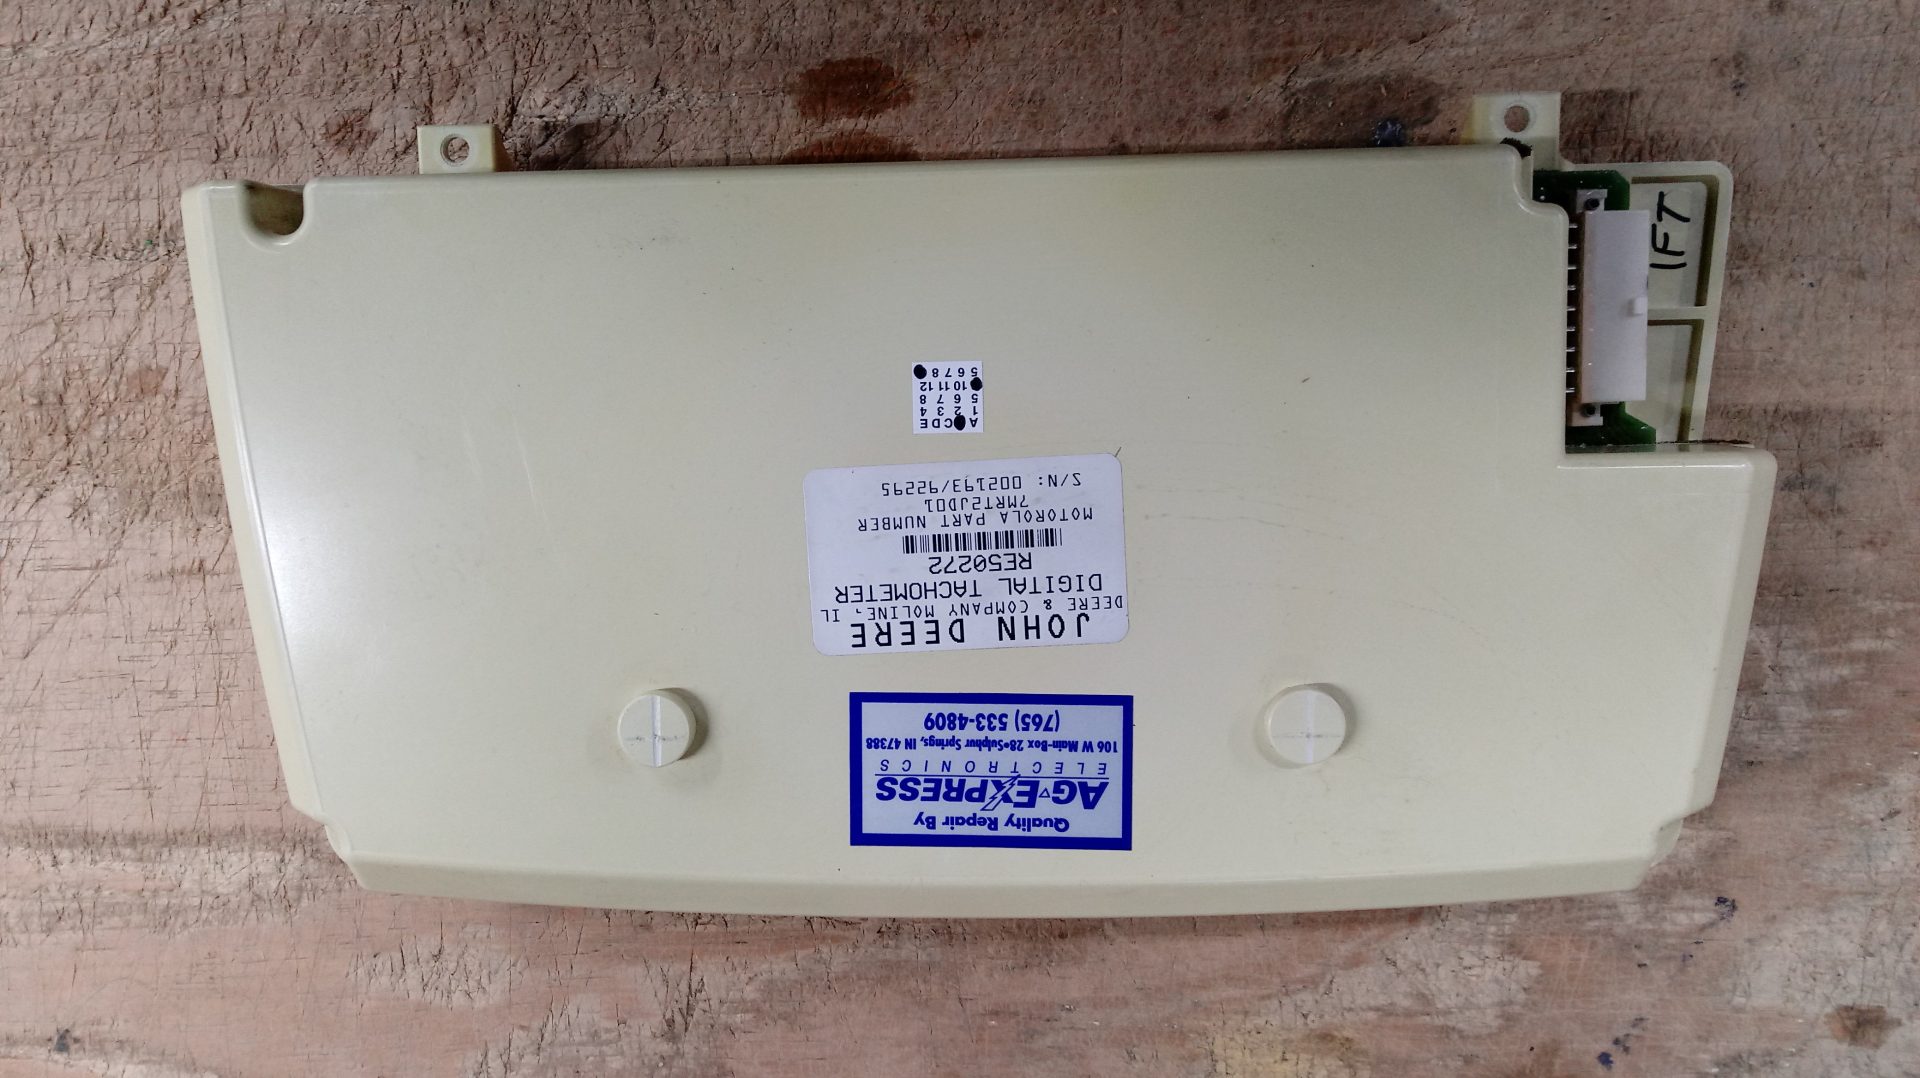 Quality Repair By
AG EXPRESS
ELECTRONICS
106 W Main-Box 28•Sulphur Springs, IN 47388
(765) 533-4809
JOHN DEERE
DEERE & COMPANY MOLINE, IL
DIGITAL TACHOMETER
RE50272
MOTOROLA PART NUMBER
7MRT2JD01
S/N: 002193/92295
A C D E
1 2 3 4
5 6 7 8
10 11 12
5 6 7 8
1FT